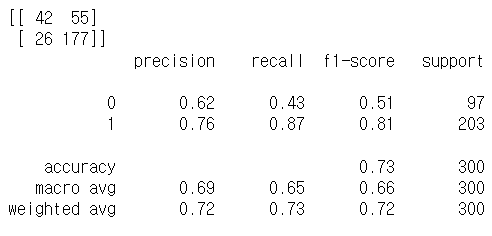 [[ 42  55]
 [ 26 177]]
              precision    recall  f1-score   support

           0       0.62      0.43      0.51        97
           1       0.76      0.87      0.81       203

    accuracy                           0.73       300
   macro avg       0.69      0.65      0.66       300
weighted avg       0.72      0.73      0.72       300